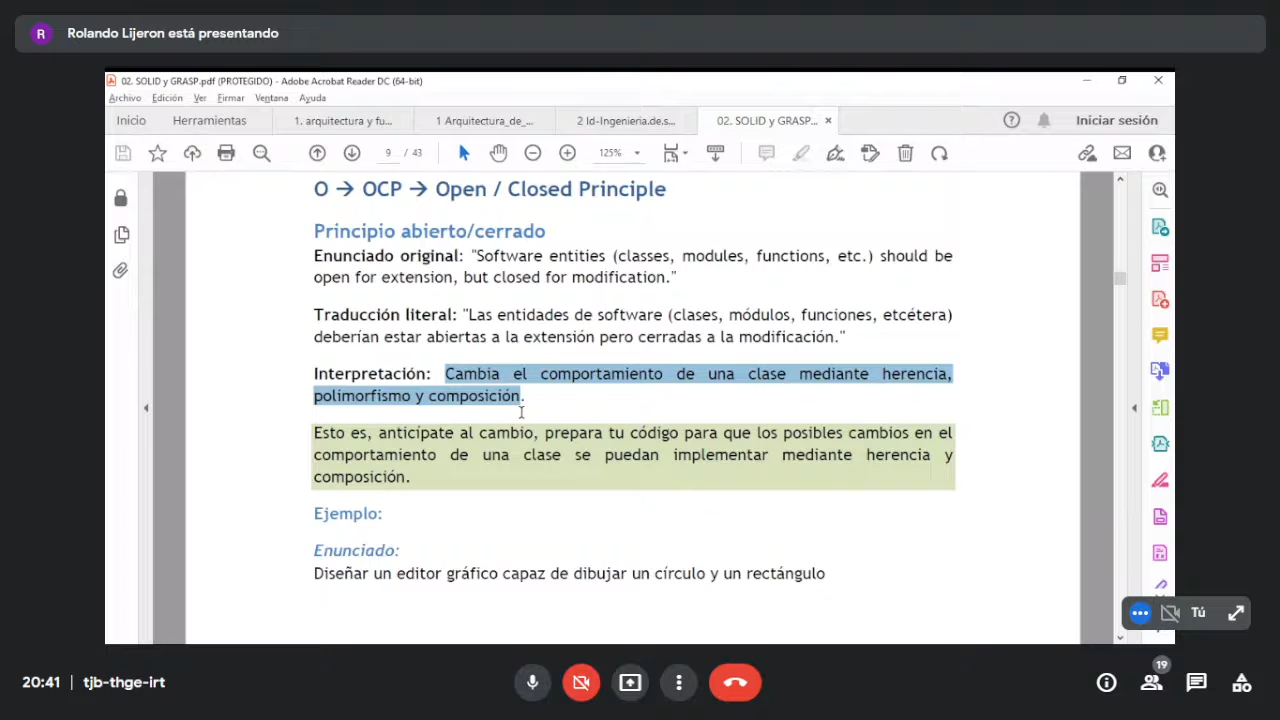 R Rolando Lijeron está presentando
02. SOLID y GRASP.pdf (PROTEGIDO) - Adobe Acrobat Reader DC (64-bit)
Archivo Edición Ver Firmar Ventana Ayuda
Inicio Herramientas 1. arquitectura y fu... 1 Arquitectura_de_... 2 Id-Ingenieria.de.s... 02. SOLID y GRASP... × Iniciar sesión
9 / 43 125%
O → OCP → Open / Closed Principle
Principio abierto/cerrado
Enunciado original: "Software entities (classes, modules, functions, etc.) should be
open for extension, but closed for modification."
Traducción literal: "Las entidades de software (clases, módulos, funciones, etcétera)
deberían estar abiertas a la extensión pero cerradas a la modificación."
Interpretación: Cambia el comportamiento de una clase mediante herencia,
polimorfismo y composición.
Esto es, anticípate al cambio, prepara tu código para que los posibles cambios en el
comportamiento de una clase se puedan implementar mediante herencia y
composición.
Ejemplo:
Enunciado:
Diseñar un editor gráfico capaz de dibujar un círculo y un rectángulo
Tú
20:41 | tjb-thge-irt
19